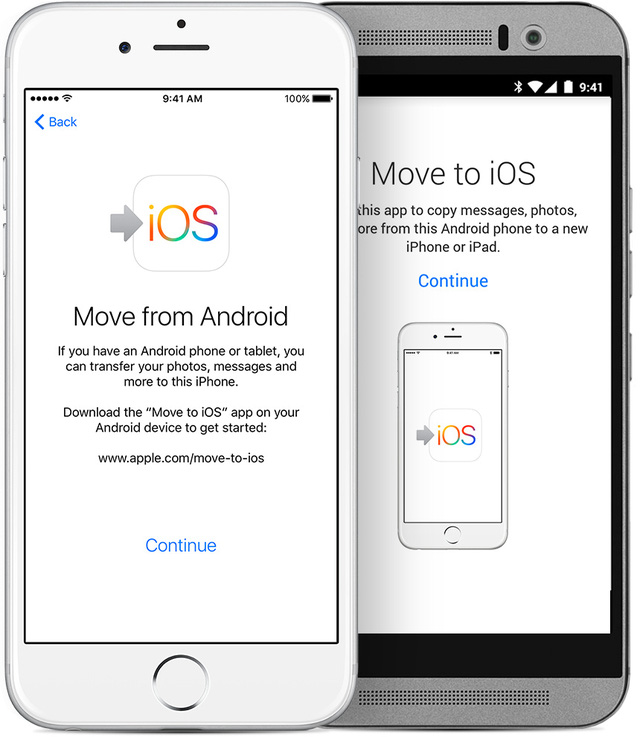 9:41 AM
100%
Back
iOS
Move from Android
If you have an Android phone or tablet, you
can transfer your photos, messages and
more to this iPhone.
Download the “Move to iOS” app on your
Android device to get started:
www.apple.com/move-to-ios
Continue
9:41
Move to iOS
this app to copy messages, photos,
from this Android phone to a new
iPhone or iPad.
Continue
9:41 AM
iOS